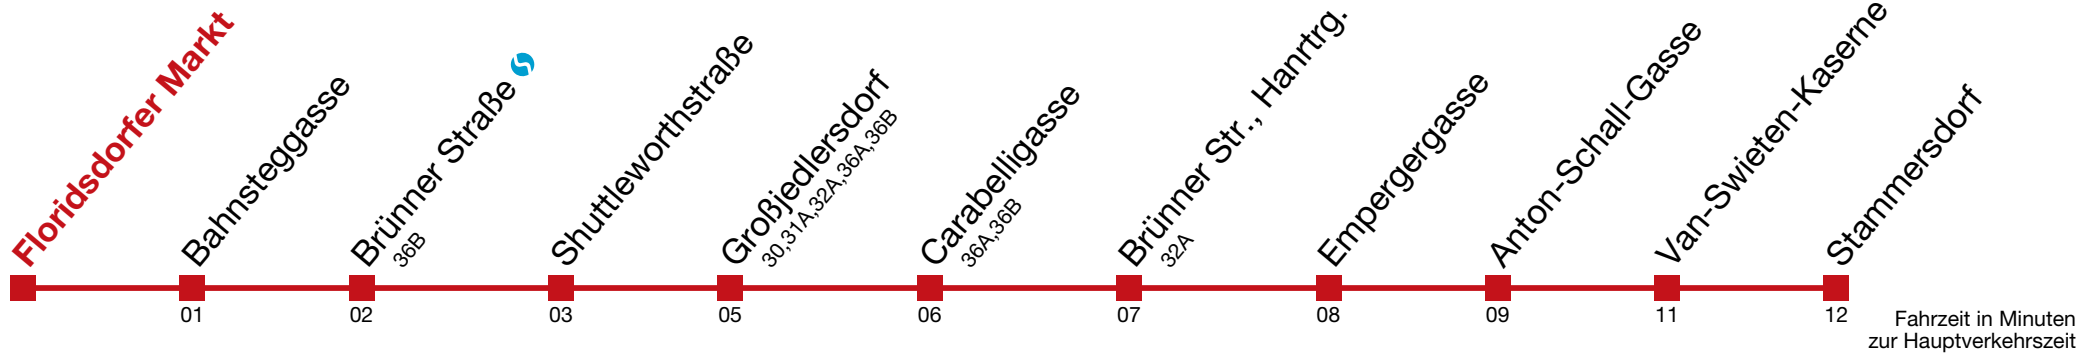 Floridsdorfer Markt
Bahnsteggasse
Brünner Straße
36B
Shuttleworthstraße
Großjedlersdorf
30,31A,32A,36A,36B
Carabelligasse
36A,36B
Brünner Str., Hanrtrg.
32A
Empergergasse
Anton-Schall-Gasse
Van-Swieten-Kaserne
Stammersdorf
01
02
03
05
06
07
08
09
11
12
Fahrzeit in Minuten
zur Hauptverkehrszeit